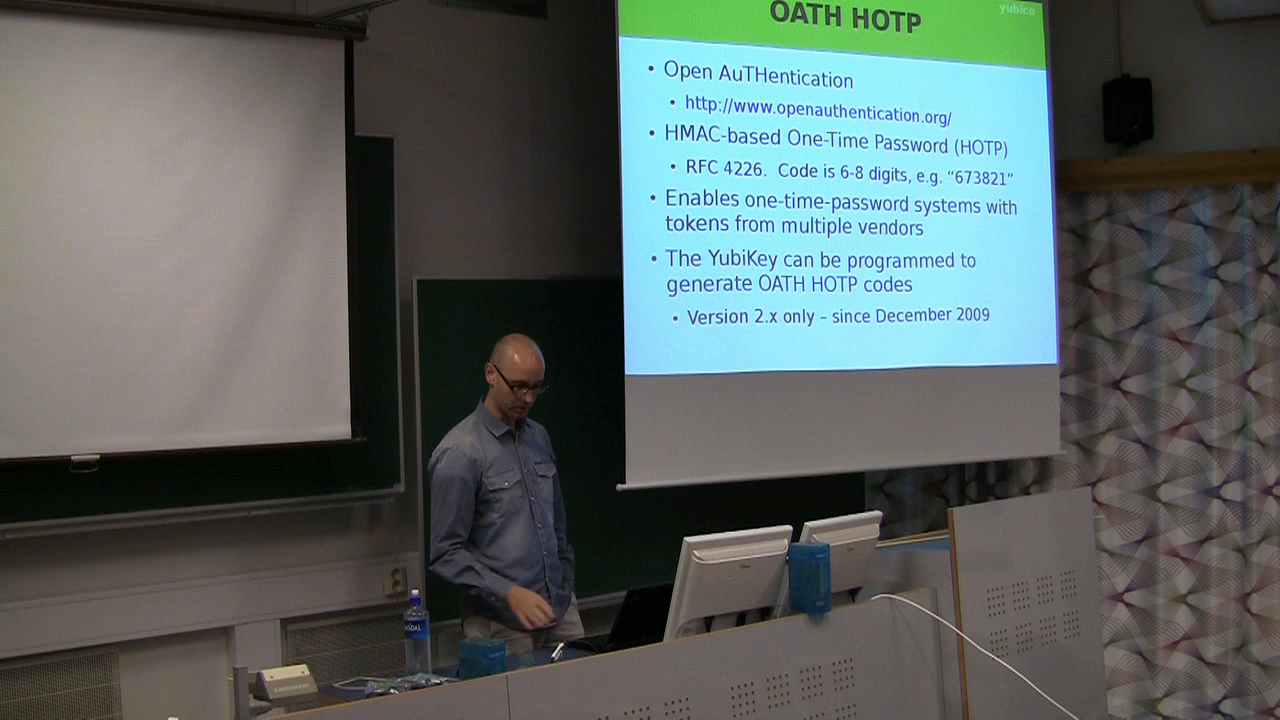 yubico
OATH HOTP
• Open AuTHentication
• http://www.openauthentication.org/
• HMAC-based One-Time Password (HOTP)
• RFC 4226. Code is 6-8 digits, e.g. “673821”
• Enables one-time-password systems with
tokens from multiple vendors
• The YubiKey can be programmed to
generate OATH HOTP codes
• Version 2.x only – since December 2009